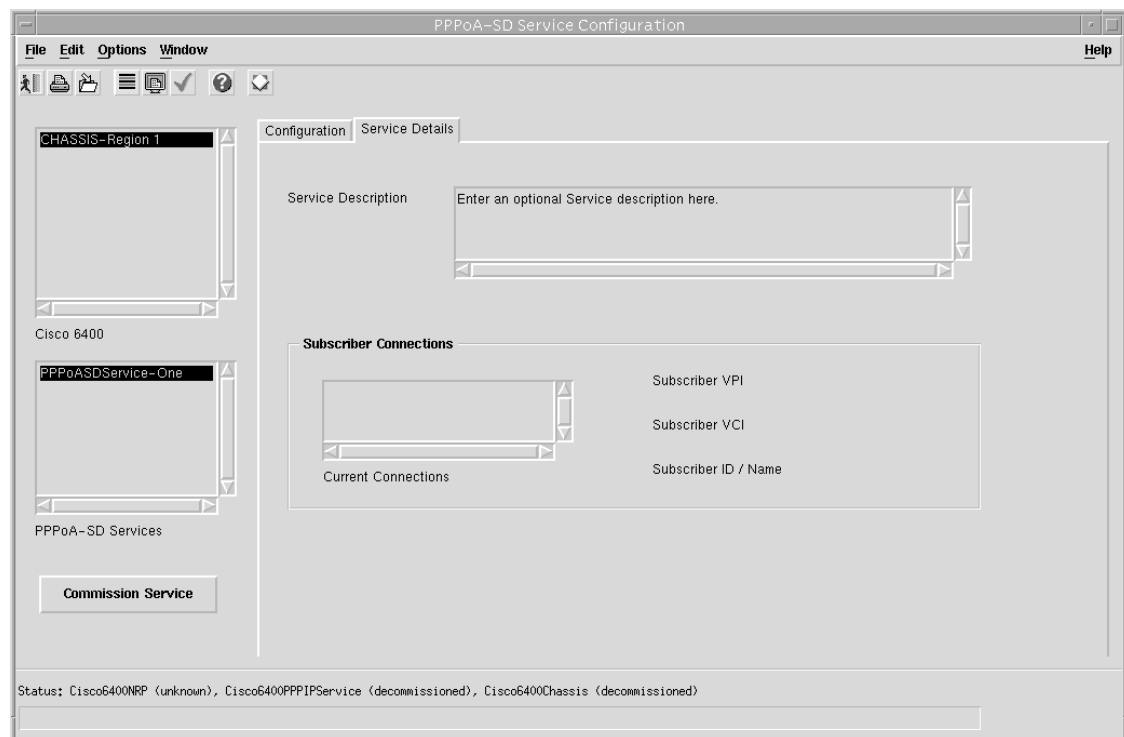 PPPoA-SD Service Configuration
File Edit Options Window Help
CHASSIS-Region 1
Cisco 6400
PPPoASDService-One
PPPoA-SD Services
Commission Service
Configuration Service Details
Service Description
Enter an optional Service description here.
Subscriber Connections
Current Connections
Subscriber VPI
Subscriber VCI
Subscriber ID / Name
Status: Cisco6400NRP (unknown), Cisco6400PPPIPService (decommissioned), Cisco6400Chassis (decommissioned)